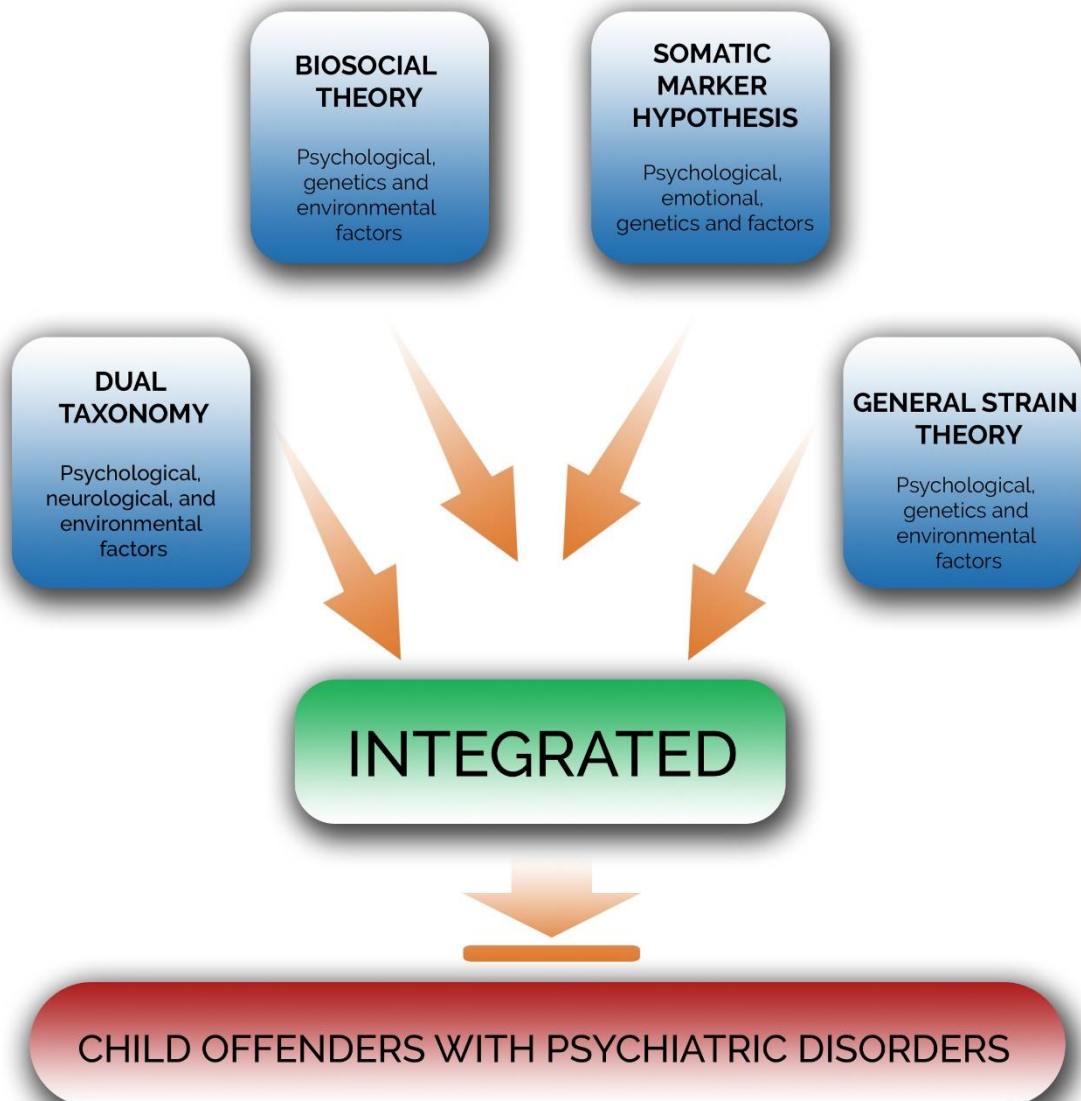 BIOSOCIAL
THEORY
Psychological,
genetics and
environmental
factors
SOMATIC
MARKER
HYPOTHESIS
Psychological,
emotional,
genetics and factors
DUAL
TAXONOMY
Psychological,
neurological, and
environmental
factors
GENERAL STRAIN
THEORY
Psychological,
genetics and
environmental
factors
INTEGRATED
CHILD OFFENDERS WITH PSYCHIATRIC DISORDERS